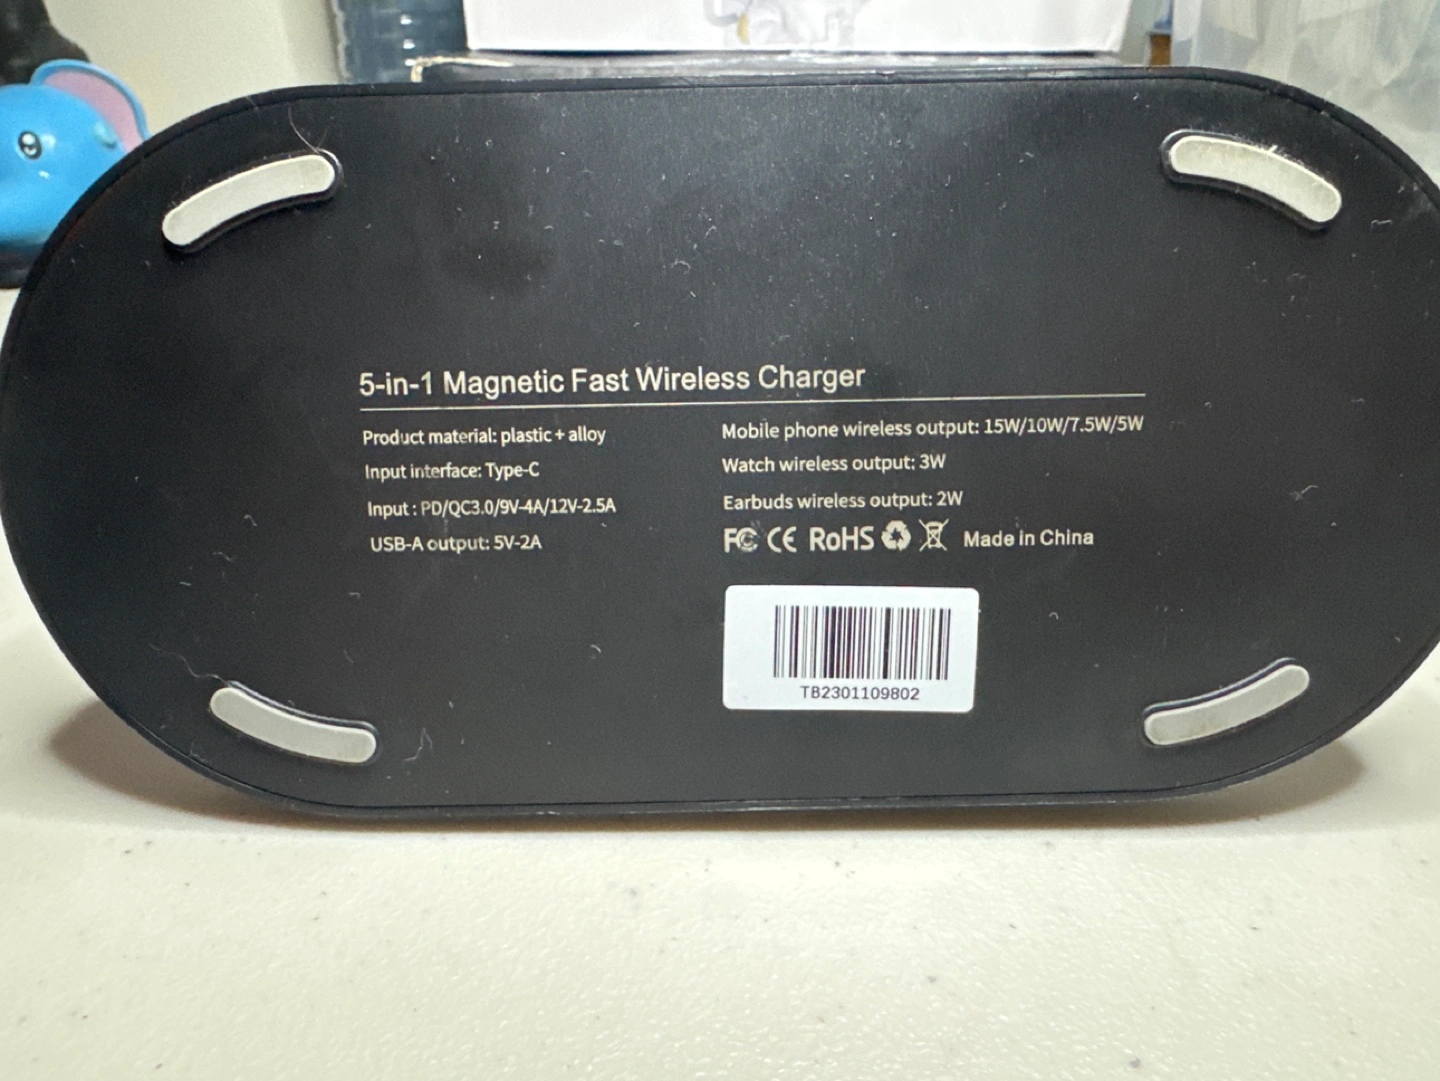 5-in-1 Magnetic Fast Wireless Charger
Product material: plastic + alloy
Input interface: Type-C
Input : PD/QC3.0/9V-4A/12V-2.5A
USB-A output: 5V-2A
Mobile phone wireless output: 15W/10W/7.5W/5W
Watch wireless output: 3W
Earbuds wireless output: 2W
FC CE RoHS Made in China
TB2301109802